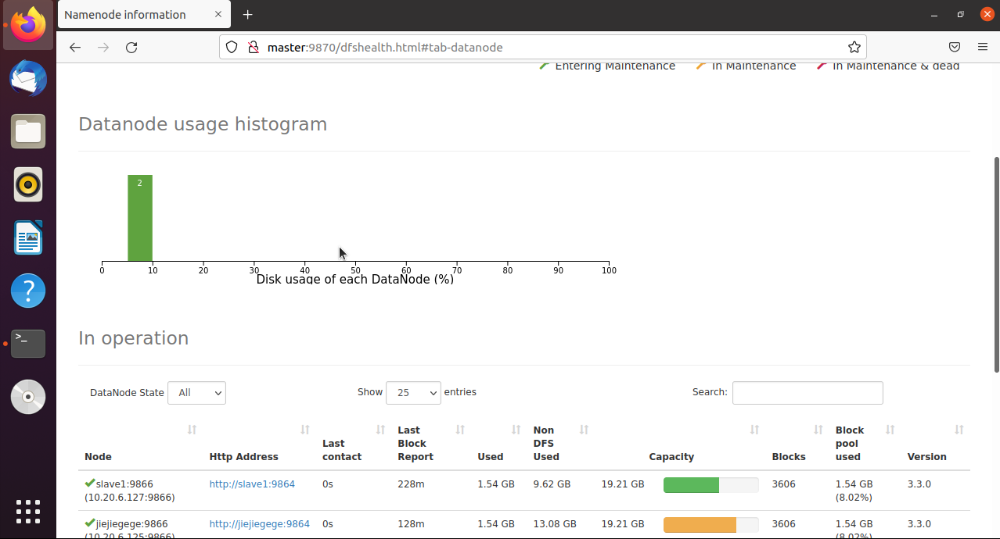 Namenode information
master:9870/dfshealth.html#tab-datanode
Entering Maintenance In Maintenance In Maintenance & dead
Datanode usage histogram
2
0 10 20 30 40 50 60 70 80 90 100
Disk usage of each DataNode (%)
In operation
DataNode State All Show 25 entries Search:
Node Http Address Last contact Last Block Report Used Non DFS Used Capacity Blocks Block pool used Version
slave1:9866 http://slave1:9864 0s 228m 1.54 GB 9.62 GB 19.21 GB 3606 1.54 GB 3.3.0
(10.20.6.127:9866) (8.02%)
jiejiegege:9866 http://jiejiegege:9864 0s 128m 1.54 GB 13.08 GB 19.21 GB 3606 1.54 GB 3.3.0
(10.20.6.125:9866) (8.02%)